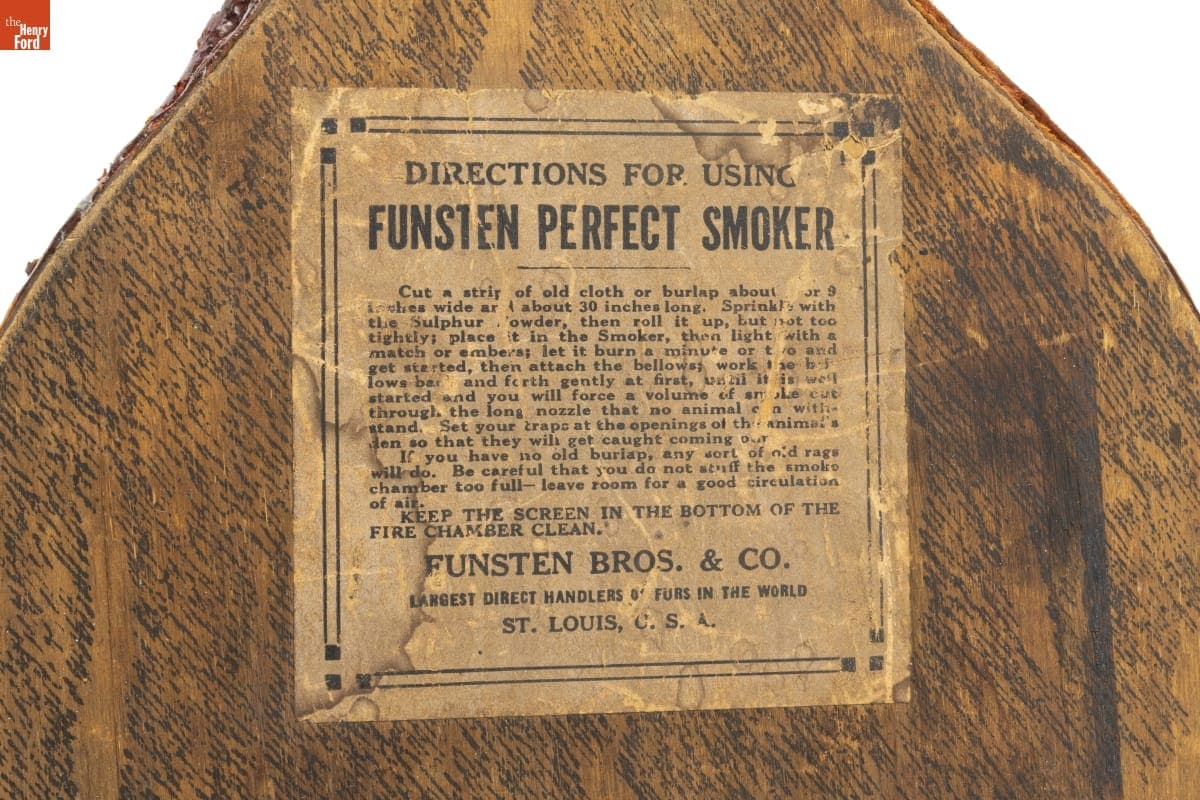 the
Henry
Ford
DIRECTIONS FOR USING
FUNSTEN PERFECT SMOKER
Cut a strip of old cloth or burlap about or 9
inches wide and about 30 inches long. Sprinkle with
the Sulphur Powder, then roll it up, but not too
tightly; place it in the Smoker, then light with a
match or embers; let it burn a minute or two and
get started, then attach the bellows; work the bel-
lows back and forth gently at first, until it is well
started and you will force a volume of smoke out
through the long nozzle that no animal can with-
stand. Set your traps at the openings of the animal's
den so that they will get caught coming out.
If you have no old burlap, any sort of old rags
will do. Be careful that you do not stuff the smoke
chamber too full—leave room for a good circulation
of air.
KEEP THE SCREEN IN THE BOTTOM OF THE
FIRE CHAMBER CLEAN.
FUNSTEN BROS. & CO.
LARGEST DIRECT HANDLERS OF FURS IN THE WORLD
ST. LOUIS, U. S. A.